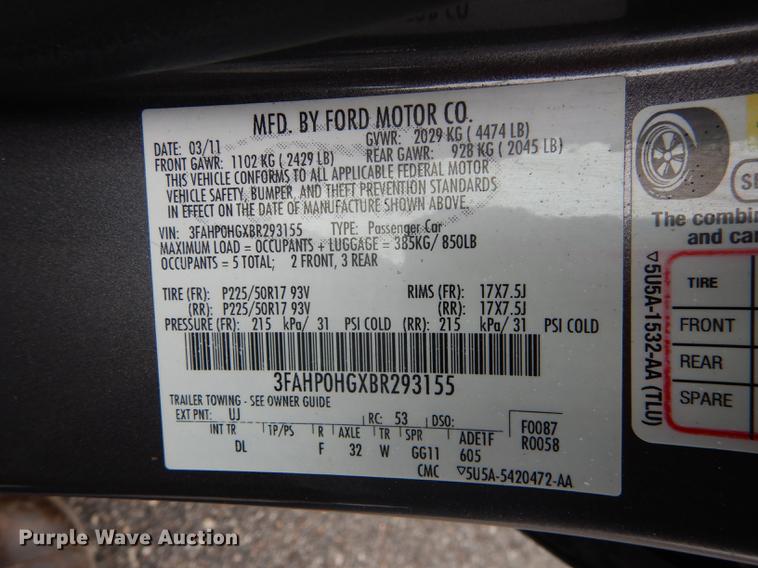 MFD. BY FORD MOTOR CO.
DATE: 03/11 GVWR: 2029 KG ( 4474 LB)
FRONT GAWR: 1102 KG ( 2429 LB) REAR GAWR: 928 KG ( 2045 LB)
THIS VEHICLE CONFORMS TO ALL APPLICABLE FEDERAL MOTOR
VEHICLE SAFETY, BUMPER, AND THEFT PREVENTION STANDARDS
IN EFFECT ON THE DATE OF MANUFACTURE SHOWN ABOVE.
VIN: 3FAHP0HGXBR293155 TYPE: Passenger Car
MAXIMUM LOAD = OCCUPANTS + LUGGAGE = 385KG/ 850LB
OCCUPANTS = 5 TOTAL; 2 FRONT, 3 REAR
TIRE (FR): P225/50R17 93V RIMS (FR): 17X7.5J
(RR): P225/50R17 93V (RR): 17X7.5J
PRESSURE (FR): 215 kPa/ 31 PSI COLD (RR): 215 kPa/ 31 PSI COLD
3FAHP0HGXBR293155
TRAILER TOWING - SEE OWNER GUIDE
EXT PNT: UJ RC: 53 DSO: F0087
INT TR TP/PS R AXLE TR SPR ADE1F R0058
DL F 32 W GG11 605
CMC ▽5U5A-5420472-AA
▽5U5A-1532-AA (TLU)
The combin
and car
TIRE
FRONT
REAR
SPARE
Purple Wave Auction